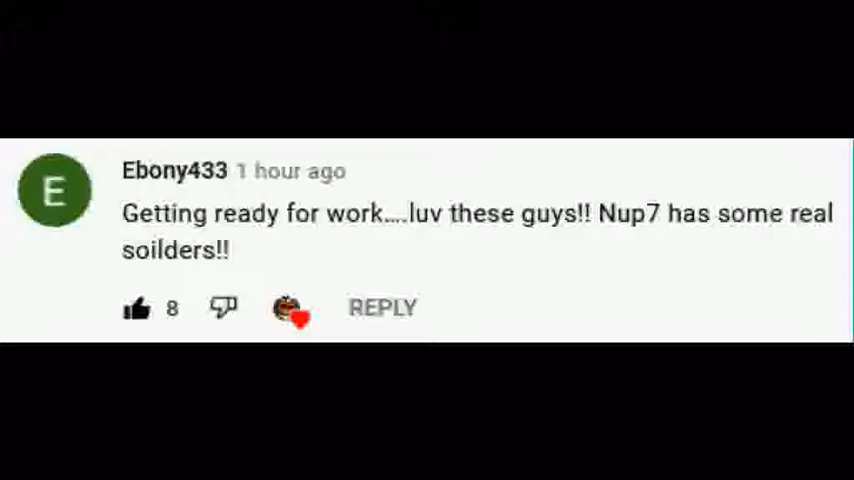 E
Ebony433 1 hour ago
Getting ready for work....luv these guys!! Nup7 has some real
soilders!!
8 REPLY